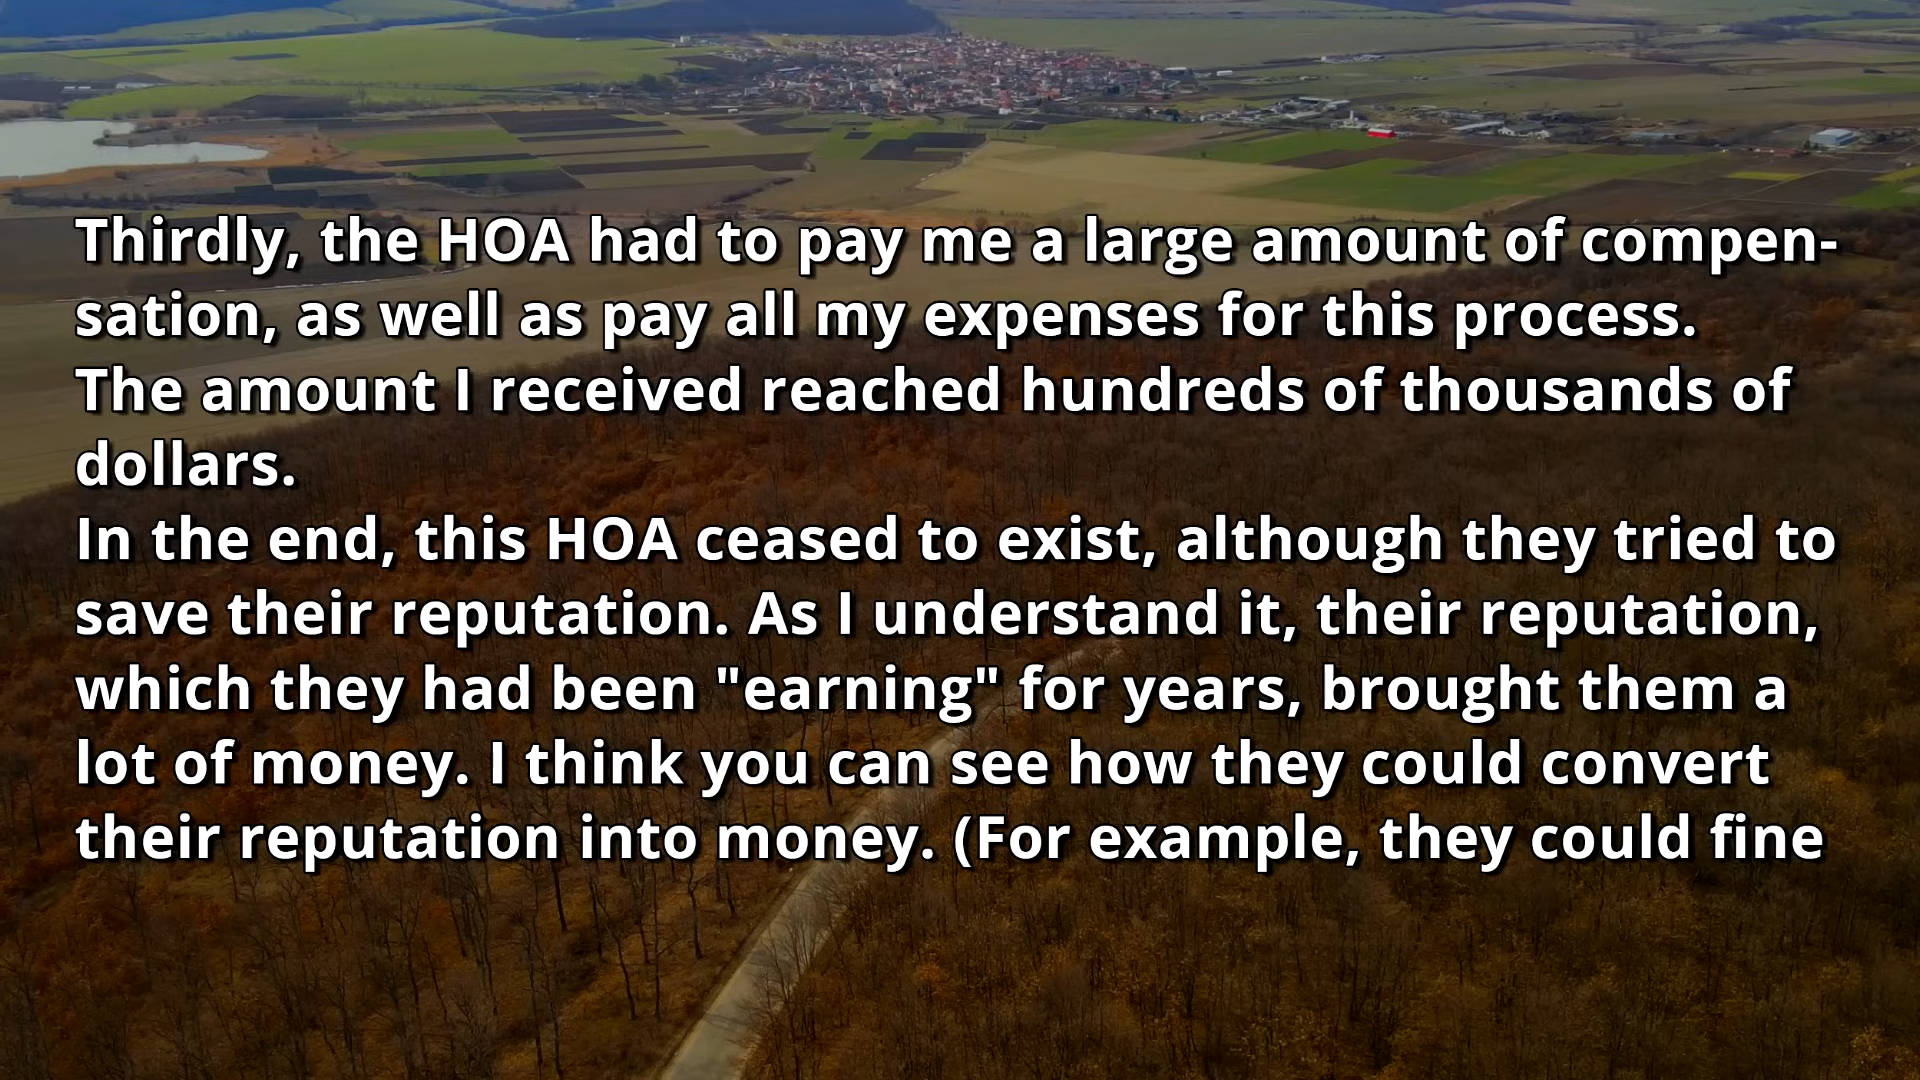 Thirdly, the HOA had to pay me a large amount of compen-
sation, as well as pay all my expenses for this process.
The amount I received reached hundreds of thousands of
dollars.
In the end, this HOA ceased to exist, although they tried to
save their reputation. As I understand it, their reputation,
which they had been "earning" for years, brought them a
lot of money. I think you can see how they could convert
their reputation into money. (For example, they could fine